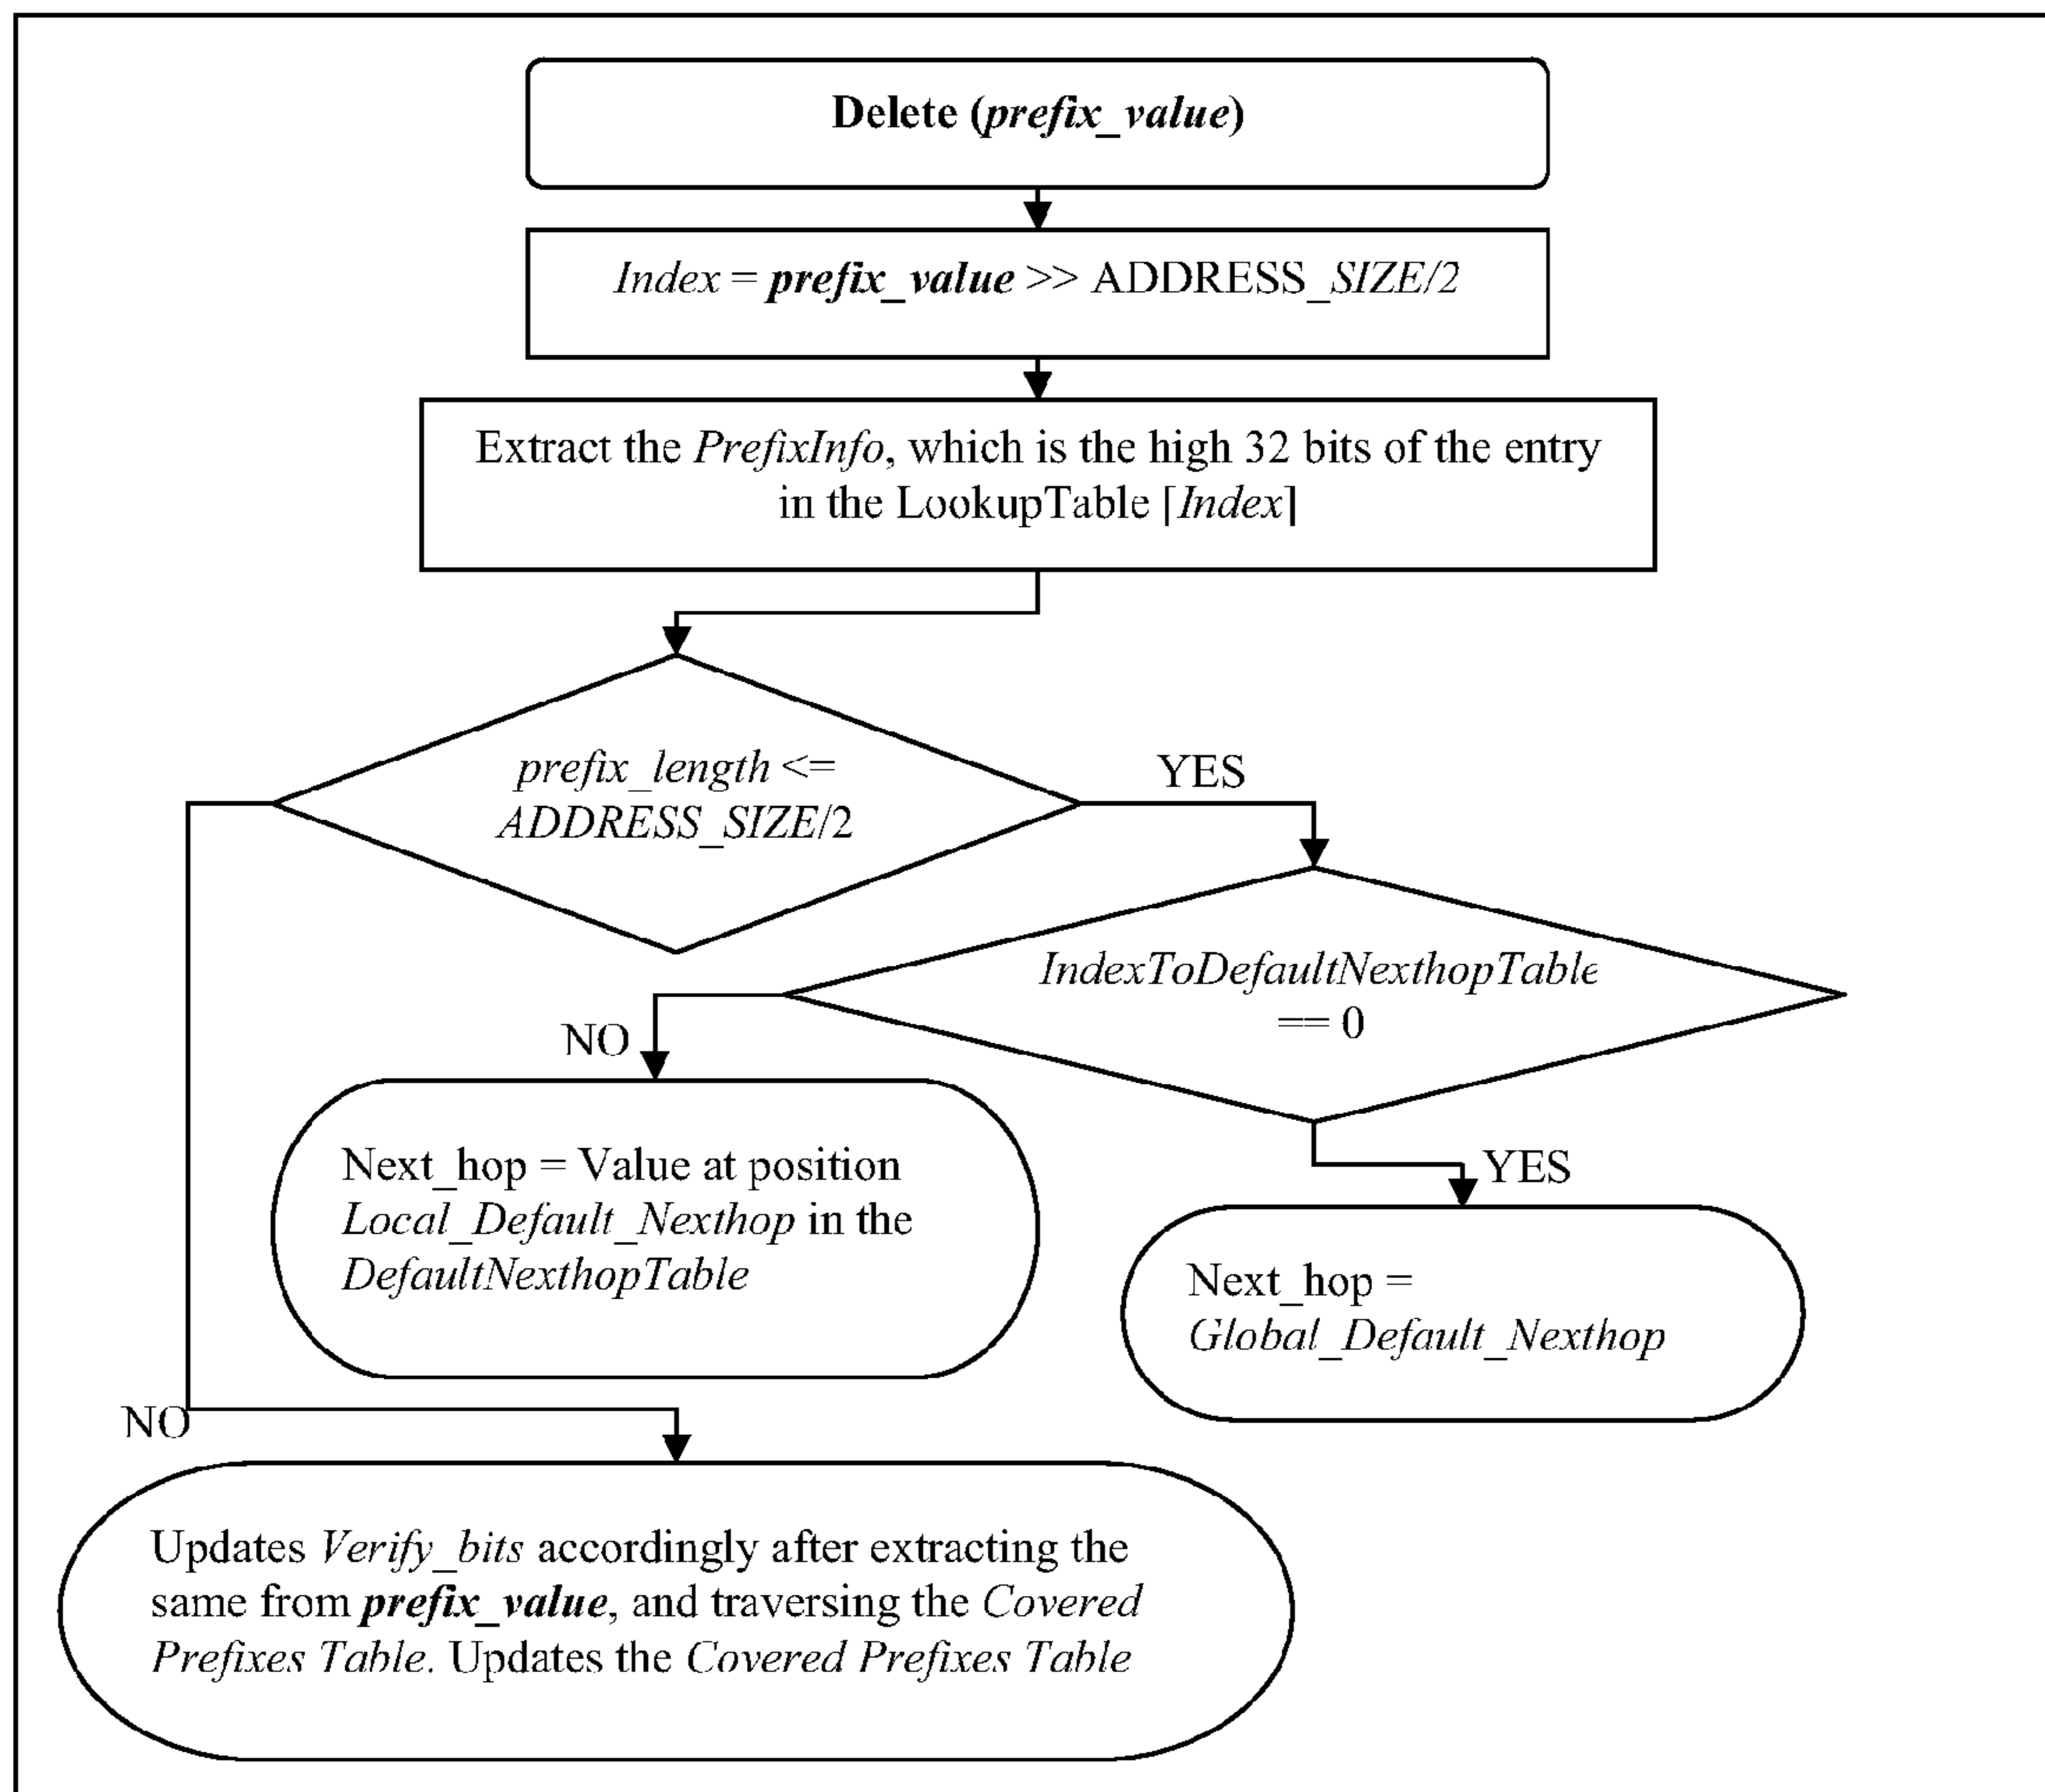 Delete (prefix_value)
Index = prefix_value >> ADDRESS_SIZE/2
Extract the PrefixInfo, which is the high 32 bits of the entry
in the LookupTable [Index]
prefix_length <=
ADDRESS_SIZE/2
YES
IndexToDefaultNexthopTable
== 0
NO
Next_hop = Value at position
Local_Default_Nexthop in the
DefaultNexthopTable
YES
Next_hop =
Global_Default_Nexthop
NO
Updates Verify_bits accordingly after extracting the
same from prefix_value, and traversing the Covered
Prefixes Table. Updates the Covered Prefixes Table